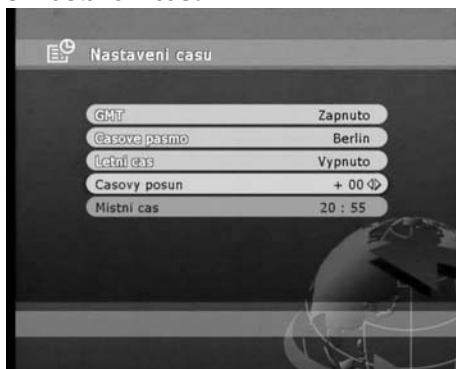 Nastaveni casu
GMT Zapnuto
Casove pasmo Berlin
Letni cas Vypnuto
Casovy posun + 00
Mistni cas 20 : 55